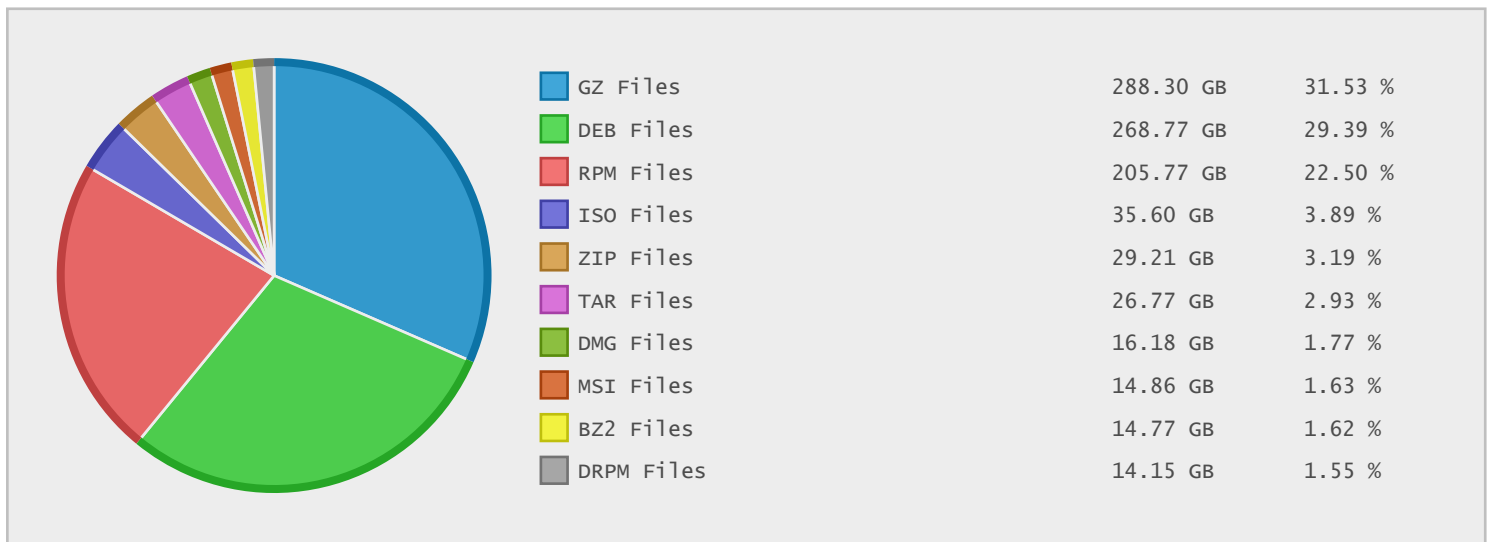 GZ Files 288.30 GB 31.53 %
DEB Files 268.77 GB 29.39 %
RPM Files 205.77 GB 22.50 %
ISO Files 35.60 GB 3.89 %
ZIP Files 29.21 GB 3.19 %
TAR Files 26.77 GB 2.93 %
DMG Files 16.18 GB 1.77 %
MSI Files 14.86 GB 1.63 %
BZ2 Files 14.77 GB 1.62 %
DRPM Files 14.15 GB 1.55 %